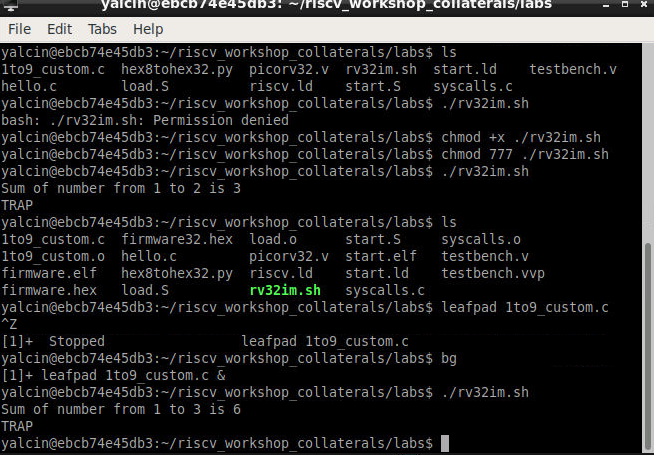 yalcin@ebcb74e45db3: ~/riscv_workshop_collaterals/labs
File Edit Tabs Help
yalcin@ebcb74e45db3:~/riscv_workshop_collaterals/labs$ ls
1to9_custom.c hex8tohex32.py picorv32.v rv32im.sh start.ld testbench.v
hello.c load.S riscv.ld start.S syscalls.c
yalcin@ebcb74e45db3:~/riscv_workshop_collaterals/labs$ ./rv32im.sh
bash: ./rv32im.sh: Permission denied
yalcin@ebcb74e45db3:~/riscv_workshop_collaterals/labs$ chmod +x ./rv32im.sh
yalcin@ebcb74e45db3:~/riscv_workshop_collaterals/labs$ chmod 777 ./rv32im.sh
yalcin@ebcb74e45db3:~/riscv_workshop_collaterals/labs$ ./rv32im.sh
Sum of number from 1 to 2 is 3
TRAP
yalcin@ebcb74e45db3:~/riscv_workshop_collaterals/labs$ ls
1to9_custom.c firmware32.hex load.o start.S syscalls.o
1to9_custom.o hello.c picorv32.v start.elf testbench.v
firmware.elf hex8tohex32.py riscv.ld start.ld testbench.vvp
firmware.hex load.S rv32im.sh syscalls.c
yalcin@ebcb74e45db3:~/riscv_workshop_collaterals/labs$ leafpad 1to9_custom.c
^Z
[1]+ Stopped leafpad 1to9_custom.c
yalcin@ebcb74e45db3:~/riscv_workshop_collaterals/labs$ bg
[1]+ leafpad 1to9_custom.c &
yalcin@ebcb74e45db3:~/riscv_workshop_collaterals/labs$ ./rv32im.sh
Sum of number from 1 to 3 is 6
TRAP
yalcin@ebcb74e45db3:~/riscv_workshop_collaterals/labs$